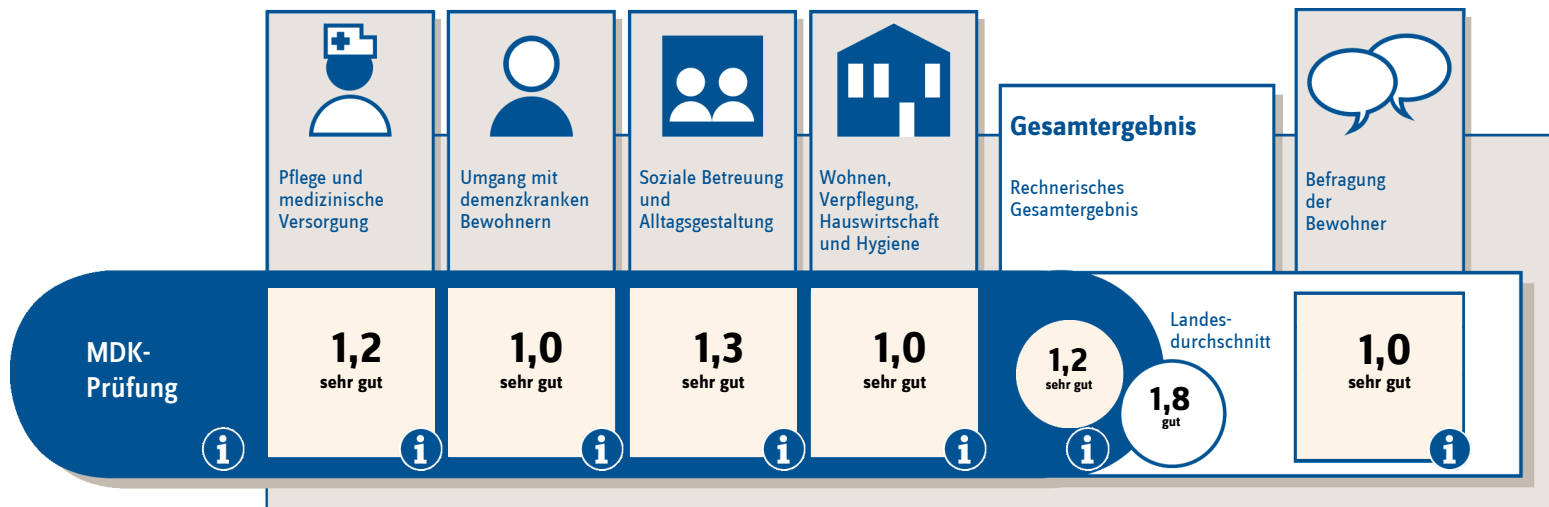 Pflege und
medizinische
Versorgung
Umgang mit
demenzkranken
Bewohnern
Soziale Betreuung
und
Alltagsgestaltung
Wohnen,
Verpflegung,
Hauswirtschaft
und Hygiene
Gesamtergebnis
Rechnerisches
Gesamtergebnis
Befragung
der
Bewohner
MDK-
Prüfung
i
1,2
sehr gut
i
1,0
sehr gut
i
1,3
sehr gut
i
1,0
sehr gut
i
1,2
sehr gut
i
Landes-
durchschnitt
1,8
gut
1,0
sehr gut
i